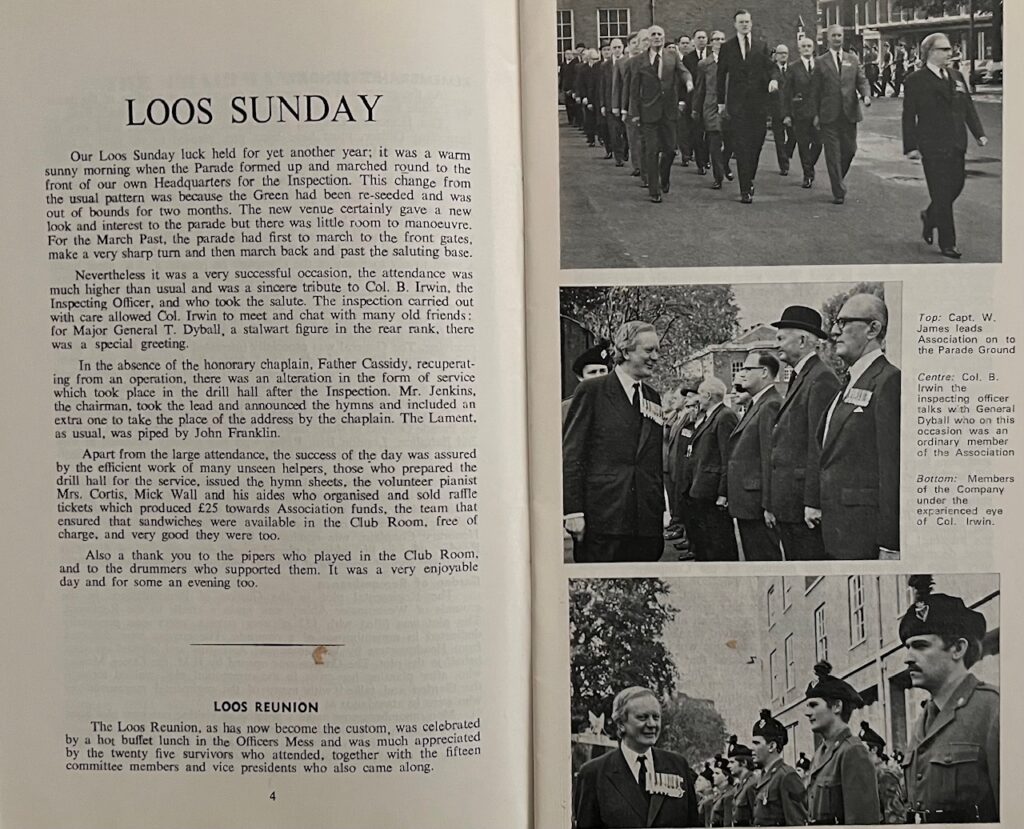 LOOS SUNDAY
Our Loos Sunday luck held for yet another year; it was a warm
sunny morning when the Parade formed up and marched round to the
front of our own Headquarters for the Inspection. This change from
the usual pattern was because the Green had been re-seeded and was
out of bounds for two months. The new venue certainly gave a new
look and interest to the parade but there was little room to manoeuvre.
For the March Past, the parade had first to march to the front gates,
make a very sharp turn and then march back and past the saluting base.
Nevertheless it was a very successful occasion, the attendance was
much higher than usual and was a sincere tribute to Col. B. Irwin, the
Inspecting Officer, and who took the salute. The inspection carried out
with care allowed Col. Irwin to meet and chat with many old friends:
for Major General T. Dyball, a stalwart figure in the rear rank, there
was a special greeting.
In the absence of the honorary chaplain, Father Cassidy, recuperat-
ing from an operation, there was an alteration in the form of service
which took place in the drill hall after the Inspection. Mr. Jenkins,
the chairman, took the lead and announced the hymns and included an
extra one to take the place of the address by the chaplain. The Lament,
as usual, was piped by John Franklin.
Apart from the large attendance, the success of the day was assured
by the efficient work of many unseen helpers, those who prepared the
drill hall for the service, issued the hymn sheets, the volunteer pianist
Mrs. Cortis, Mick Wall and his aides who organised and sold raffle
tickets which produced £25 towards Association funds, the team that
ensured that sandwiches were available in the Club Room, free of
charge, and very good they were too.
Also a thank you to the pipers who played in the Club Room,
and to the drummers who supported them. It was a very enjoyable
day and for some an evening too.
LOOS REUNION
The Loos Reunion, as has now become the custom, was celebrated
by a hot buffet lunch in the Officers Mess and was much appreciated
by the twenty five survivors who attended, together with the fifteen
committee members and vice presidents who also came along.
4
Top: Capt. W.
James leads
Association on to
the Parade Ground
Centre: Col. B.
Irwin the
inspecting officer
talks with General
Dyball who on this
occasion was an
ordinary member
of the Association
Bottom: Members
of the Company
under the
experienced eye
of Col. Irwin.